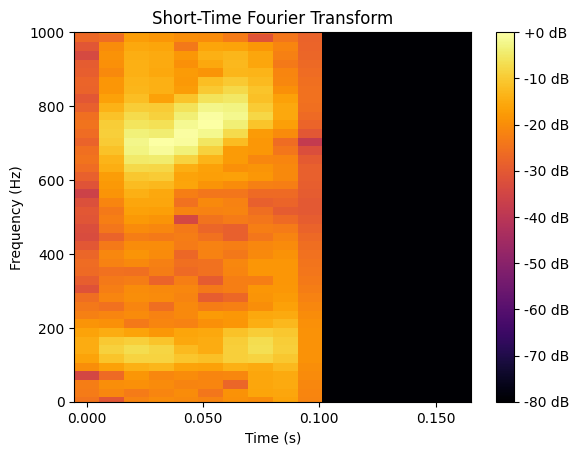 Short-Time Fourier Transform
1000
800
600
400
200
0
Frequency (Hz)
0.000
0.050
0.100
0.150
Time (s)
+0 dB
-10 dB
-20 dB
-30 dB
-40 dB
-50 dB
-60 dB
-70 dB
-80 dB